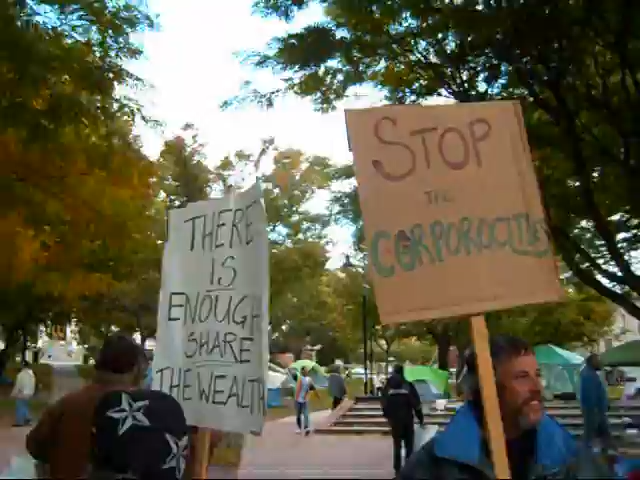 THERE
IS
ENOUGH
SHARE
THE WEALTH
STOP
THE
CORPOROCITIES